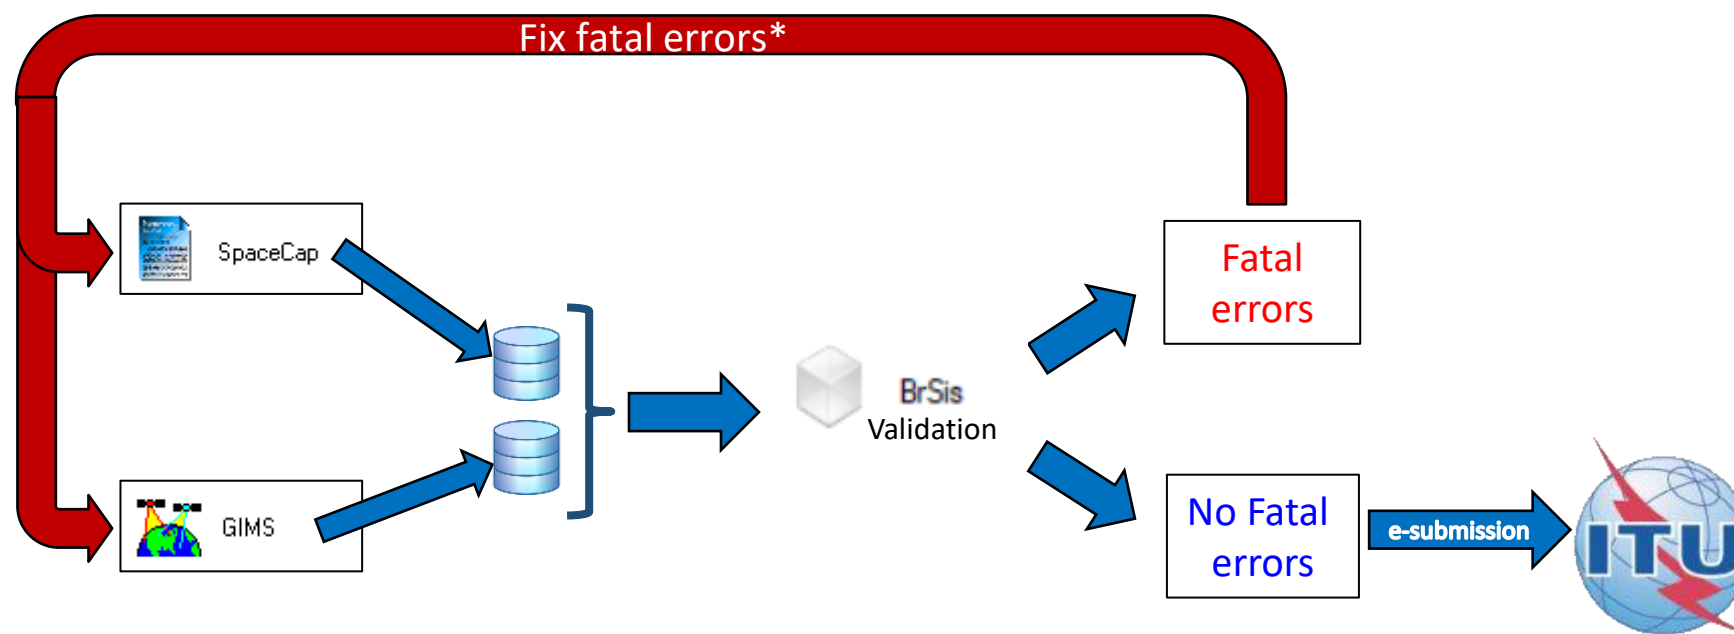 Fix fatal errors*
SpaceCap
GIMS
BrSis
Validation
Fatal
errors
No Fatal
errors
e-submission
ITU